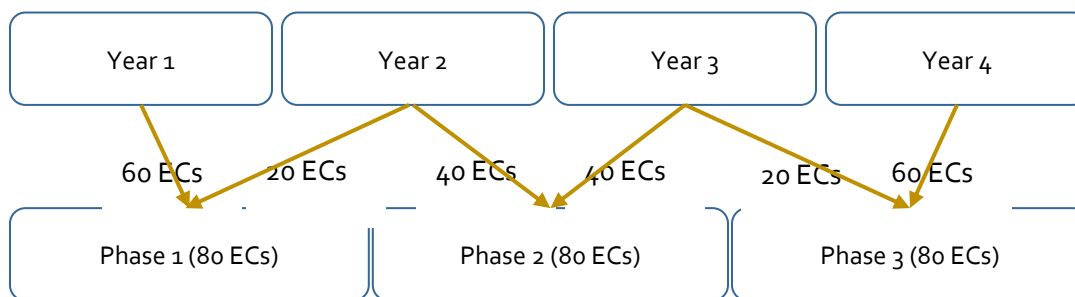 Year 1 Year 2 Year 3 Year 4
60 ECs 20 ECs 40 ECs 40 ECs 20 ECs 60 ECs
Phase 1 (80 ECs) Phase 2 (80 ECs) Phase 3 (80 ECs)